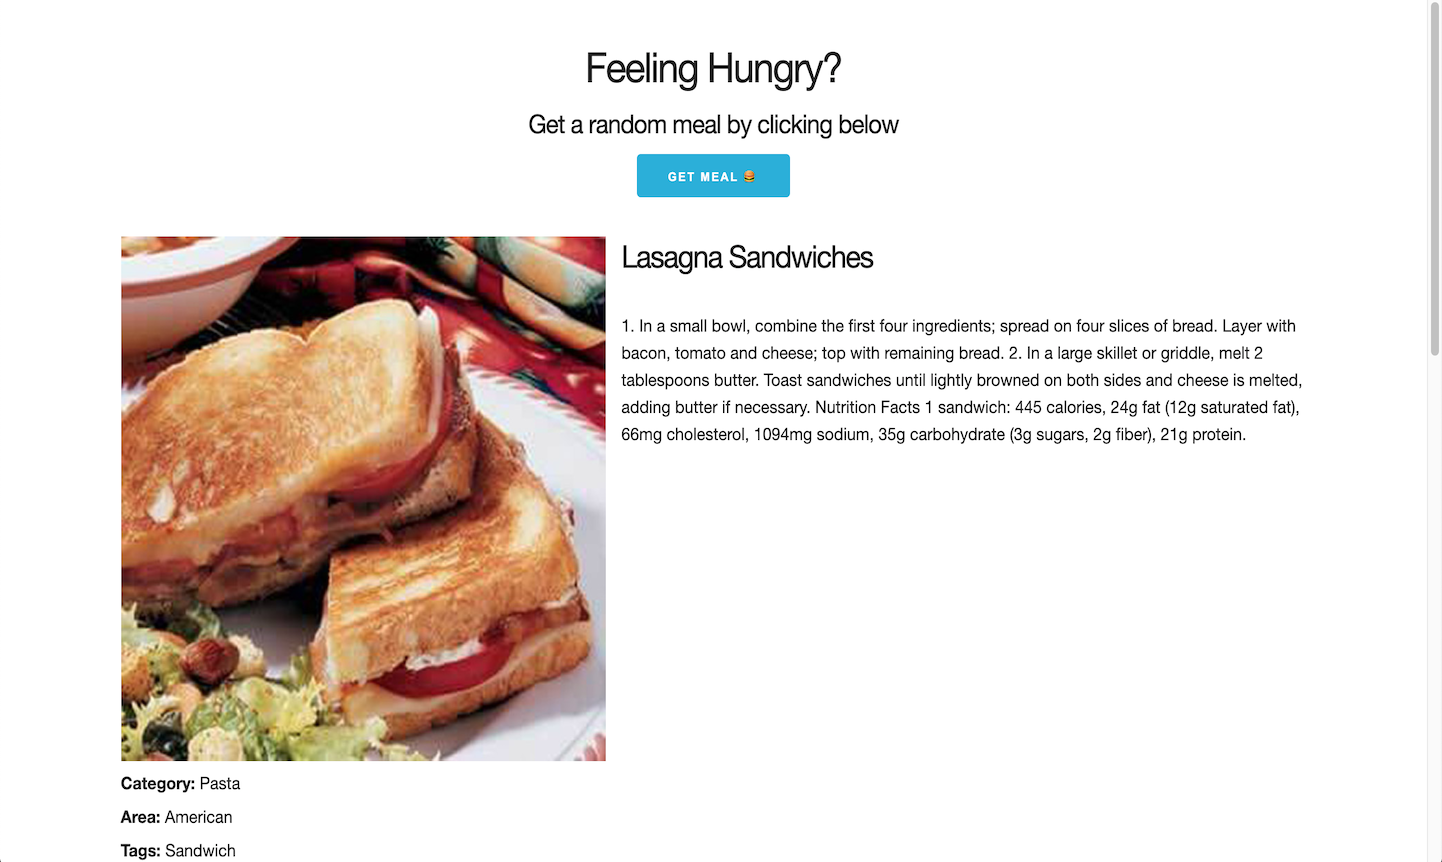 Feeling Hungry?
Get a random meal by clicking below
GET MEAL 🍔
Lasagna Sandwiches
1. In a small bowl, combine the first four ingredients; spread on four slices of bread. Layer with
bacon, tomato and cheese; top with remaining bread. 2. In a large skillet or griddle, melt 2
tablespoons butter. Toast sandwiches until lightly browned on both sides and cheese is melted,
adding butter if necessary. Nutrition Facts 1 sandwich: 445 calories, 24g fat (12g saturated fat),
66mg cholesterol, 1094mg sodium, 35g carbohydrate (3g sugars, 2g fiber), 21g protein.
Category: Pasta
Area: American
Tags: Sandwich